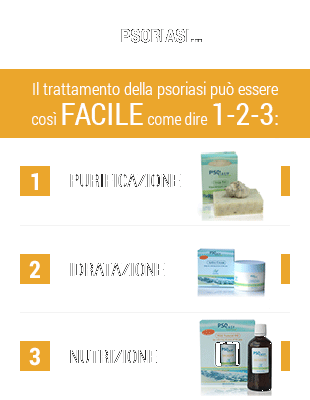 PSORIASI...
Il trattamento della psoriasi può essere
così FACILE come dire 1-2-3:
1 PURIFICAZIONE
2 IDRATAZIONE
3 NUTRIZIONE